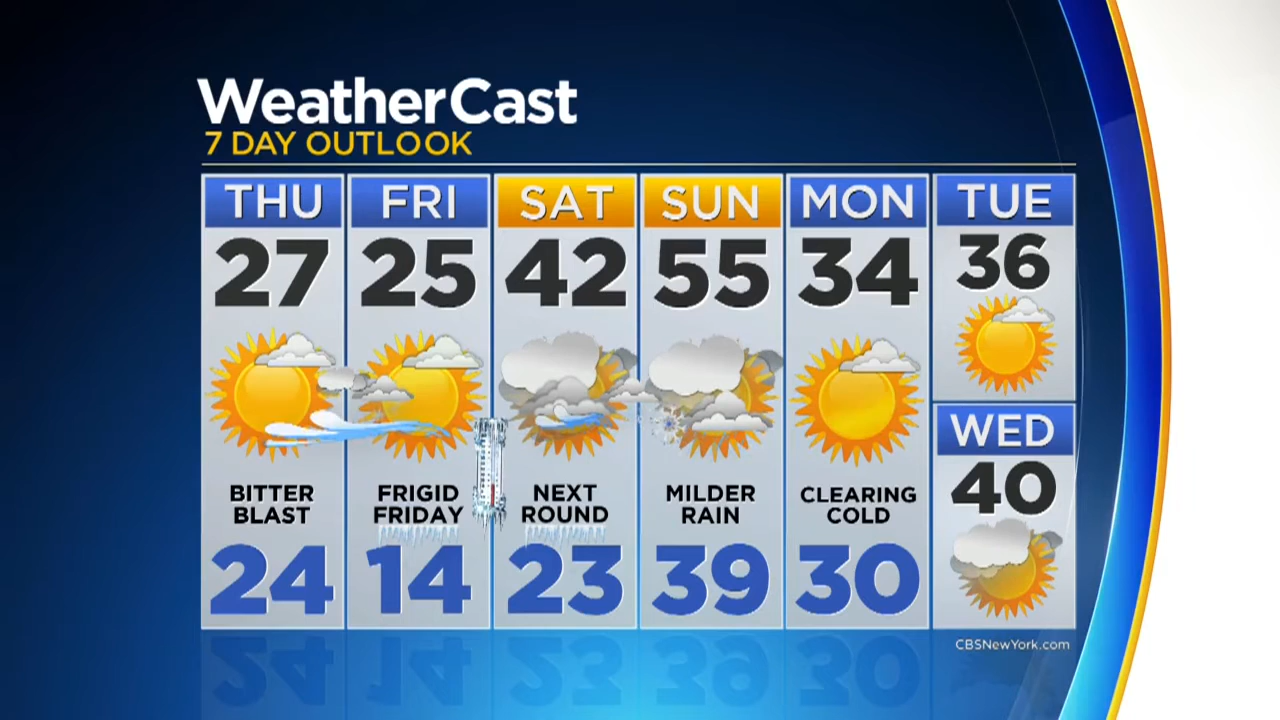 WeatherCast
7 DAY OUTLOOK
THU
27
BITTER
BLAST
24
FRI
25
FRIGID
FRIDAY
14
SAT
42
NEXT
ROUND
23
SUN
55
MILDER
RAIN
39
MON
34
CLEARING
COLD
30
TUE
36
WED
40
CBSNewYork.com